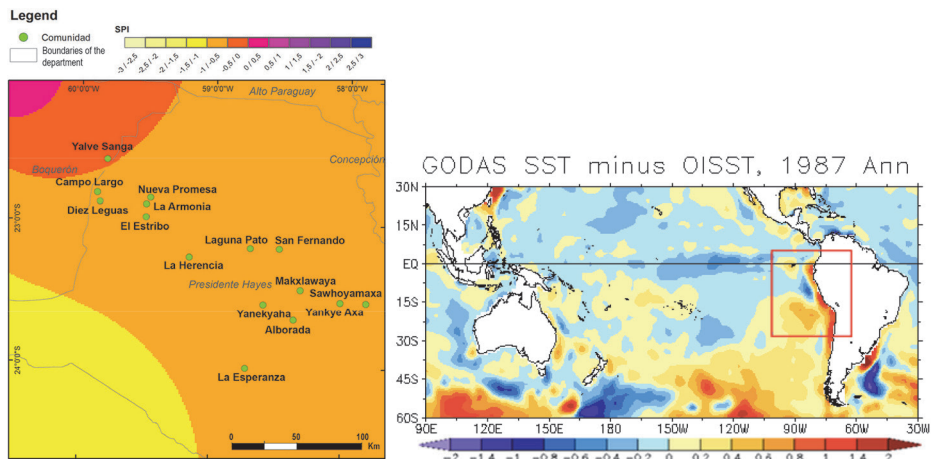 Legend
Comunidad
Boundaries of the
department
SPI
-3 / -2.5
-2.5 / -2
-2 / -1.5
-1.5 / -1
-1 / -0.5
-0.5 / 0
0 / 0.5
0.5 / 1
1 / 1.5
1.5 / -2
2 / 2.5
2.5 / 3
60°0'0"W
59°0'0"W
58°0'0"W
Alto Paraguay
Yalve Sanga
Concepción
Boquerón
Campo Largo
Nueva Promesa
La Armonia
Diez Leguas
23°0'0"S
El Estribo
Laguna Pato
San Fernando
La Herencia
Presidente Hayes
Makxlawaya
Sawhoyamaxa
Yanekyaha
Yankye Axa
Alborada
24°0'0"S
La Esperanza
0 50 100
Km
GODAS SST minus OISST, 1987 Ann
30N
15N
EQ
15S
30S
45S
60S
90E 120E 150E 180 150W 120W 90W 60W 30W
-2 -1.4 -1 -0.8 -0.6 -0.4 -0.2 0 0.2 0.4 0.6 0.8 1 1.4 2